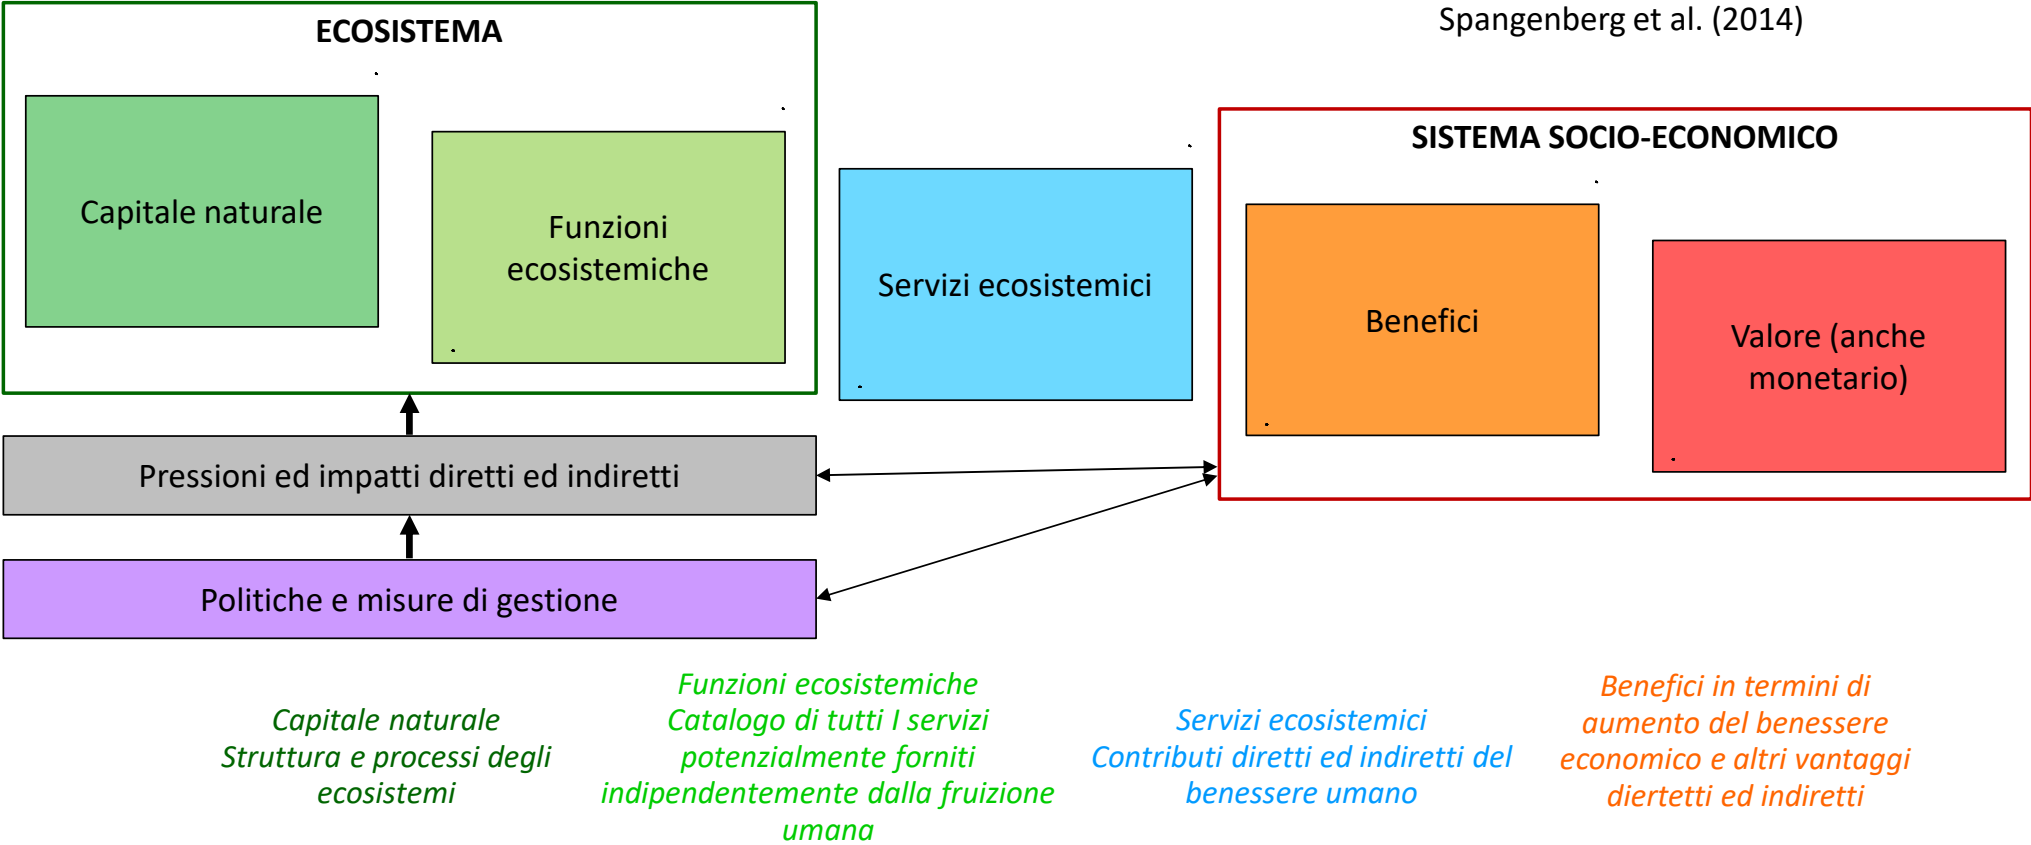 ECOSISTEMA
Spangenberg et al. (2014)
Capitale naturale
Funzioni
ecosistemiche
Servizi ecosistemici
SISTEMA SOCIO-ECONOMICO
Benefici
Valore (anche
monetario)
Pressioni ed impatti diretti ed indiretti
Politiche e misure di gestione
Capitale naturale
Struttura e processi degli
ecosistemi
Funzioni ecosistemiche
Catalogo di tutti I servizi
potenzialmente forniti
indipendentemente dalla fruizione
umana
Servizi ecosistemici
Contributi diretti ed indiretti del
benessere umano
Benefici in termini di
aumento del benessere
economico e altri vantaggi
diertetti ed indiretti